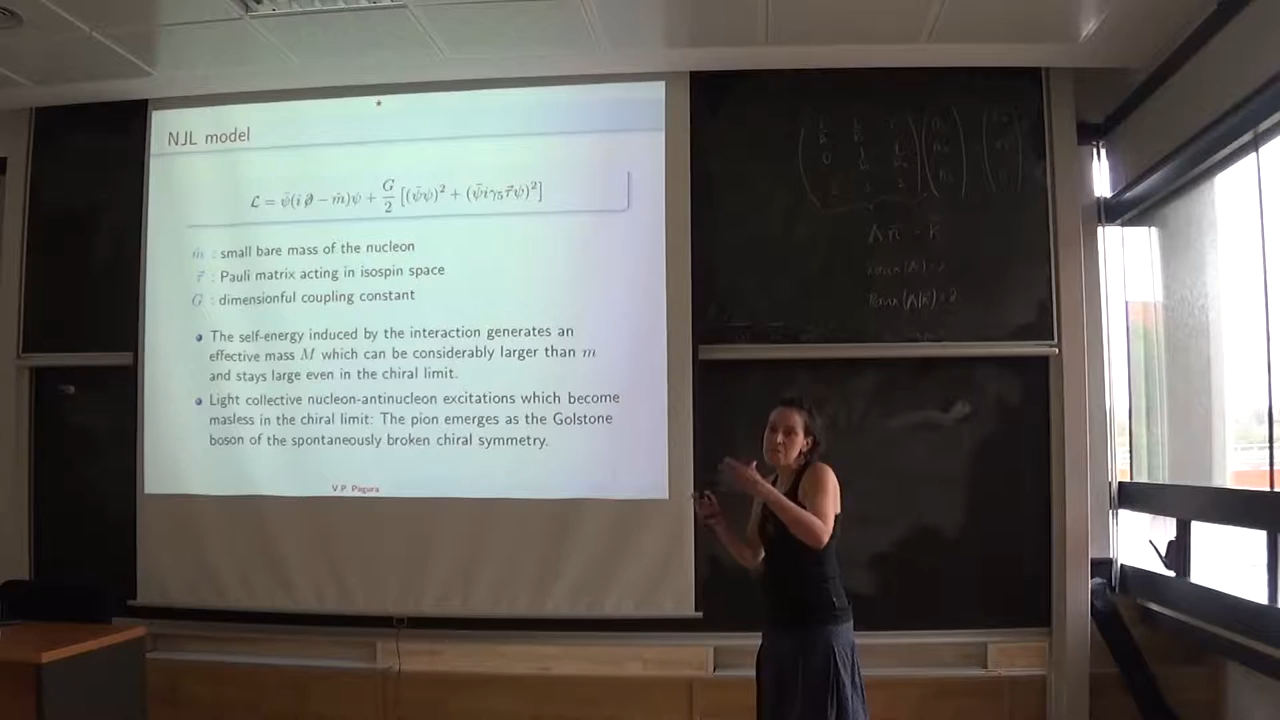 NJL model
ℒ = ψ̄(i∂̸ − m̂)ψ + G/2 [(ψ̄ψ)² + (ψ̄iγ₅τ⃗ψ)²]
m̂ : small bare mass of the nucleon
τ⃗ : Pauli matrix acting in isospin space
G : dimensionful coupling constant
• The self-energy induced by the interaction generates an
effective mass M which can be considerably larger than m
and stays large even in the chiral limit.
• Light collective nucleon-antinucleon excitations which become
masless in the chiral limit: The pion emerges as the Golstone
boson of the spontaneously broken chiral symmetry.
V.P. Pagura